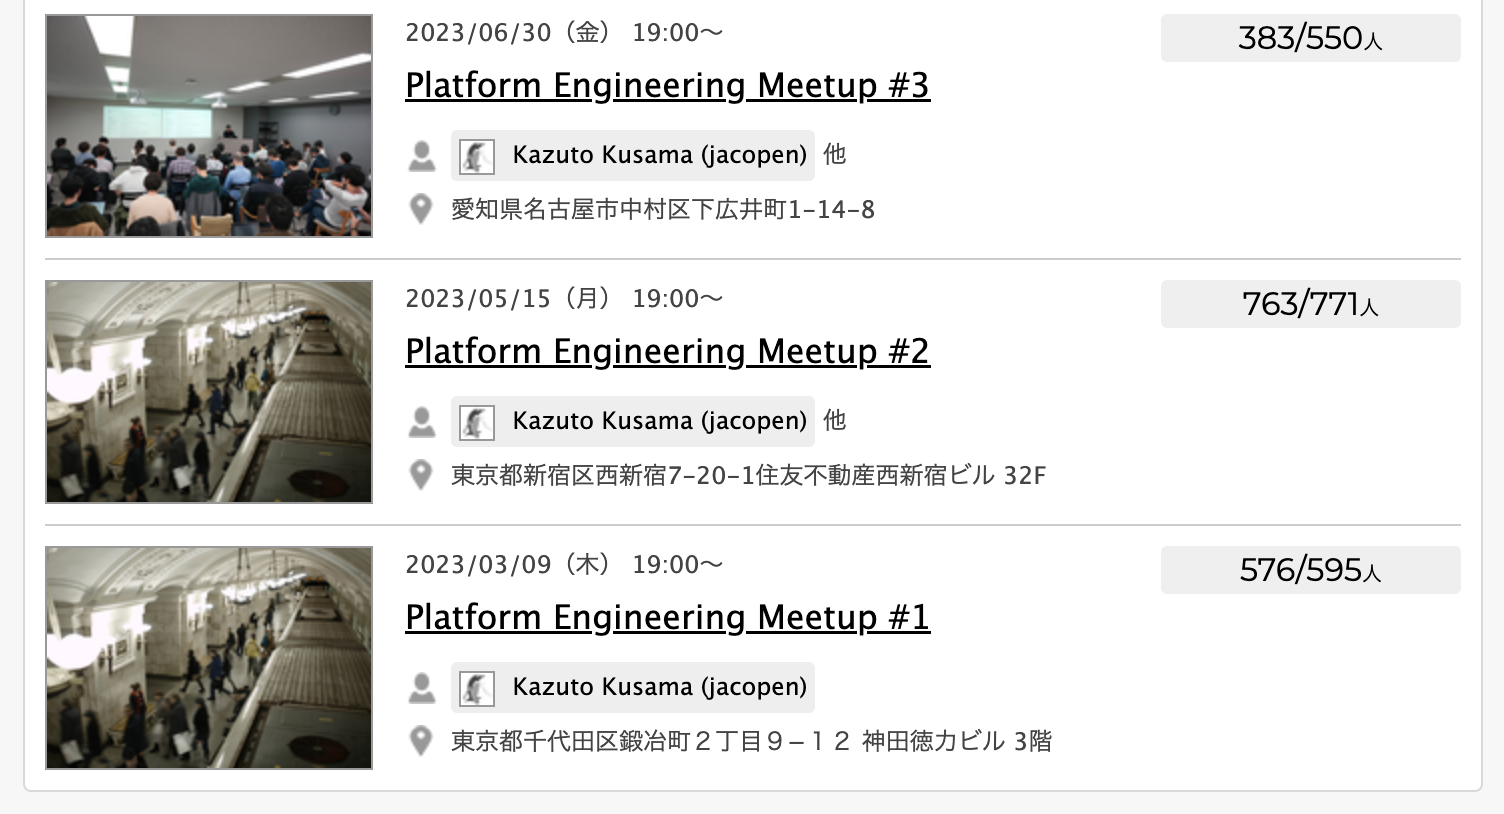 2023/06/30（金） 19:00〜
383/550人
Platform Engineering Meetup #3
Kazuto Kusama (jacopen) 他
愛知県名古屋市中村区下広井町1-14-8
2023/05/15（月） 19:00〜
763/771人
Platform Engineering Meetup #2
Kazuto Kusama (jacopen) 他
東京都新宿区西新宿7-20-1住友不動産西新宿ビル 32F
2023/03/09（木） 19:00〜
576/595人
Platform Engineering Meetup #1
Kazuto Kusama (jacopen)
東京都千代田区鍛冶町２丁目９−１２ 神田徳力ビル 3階